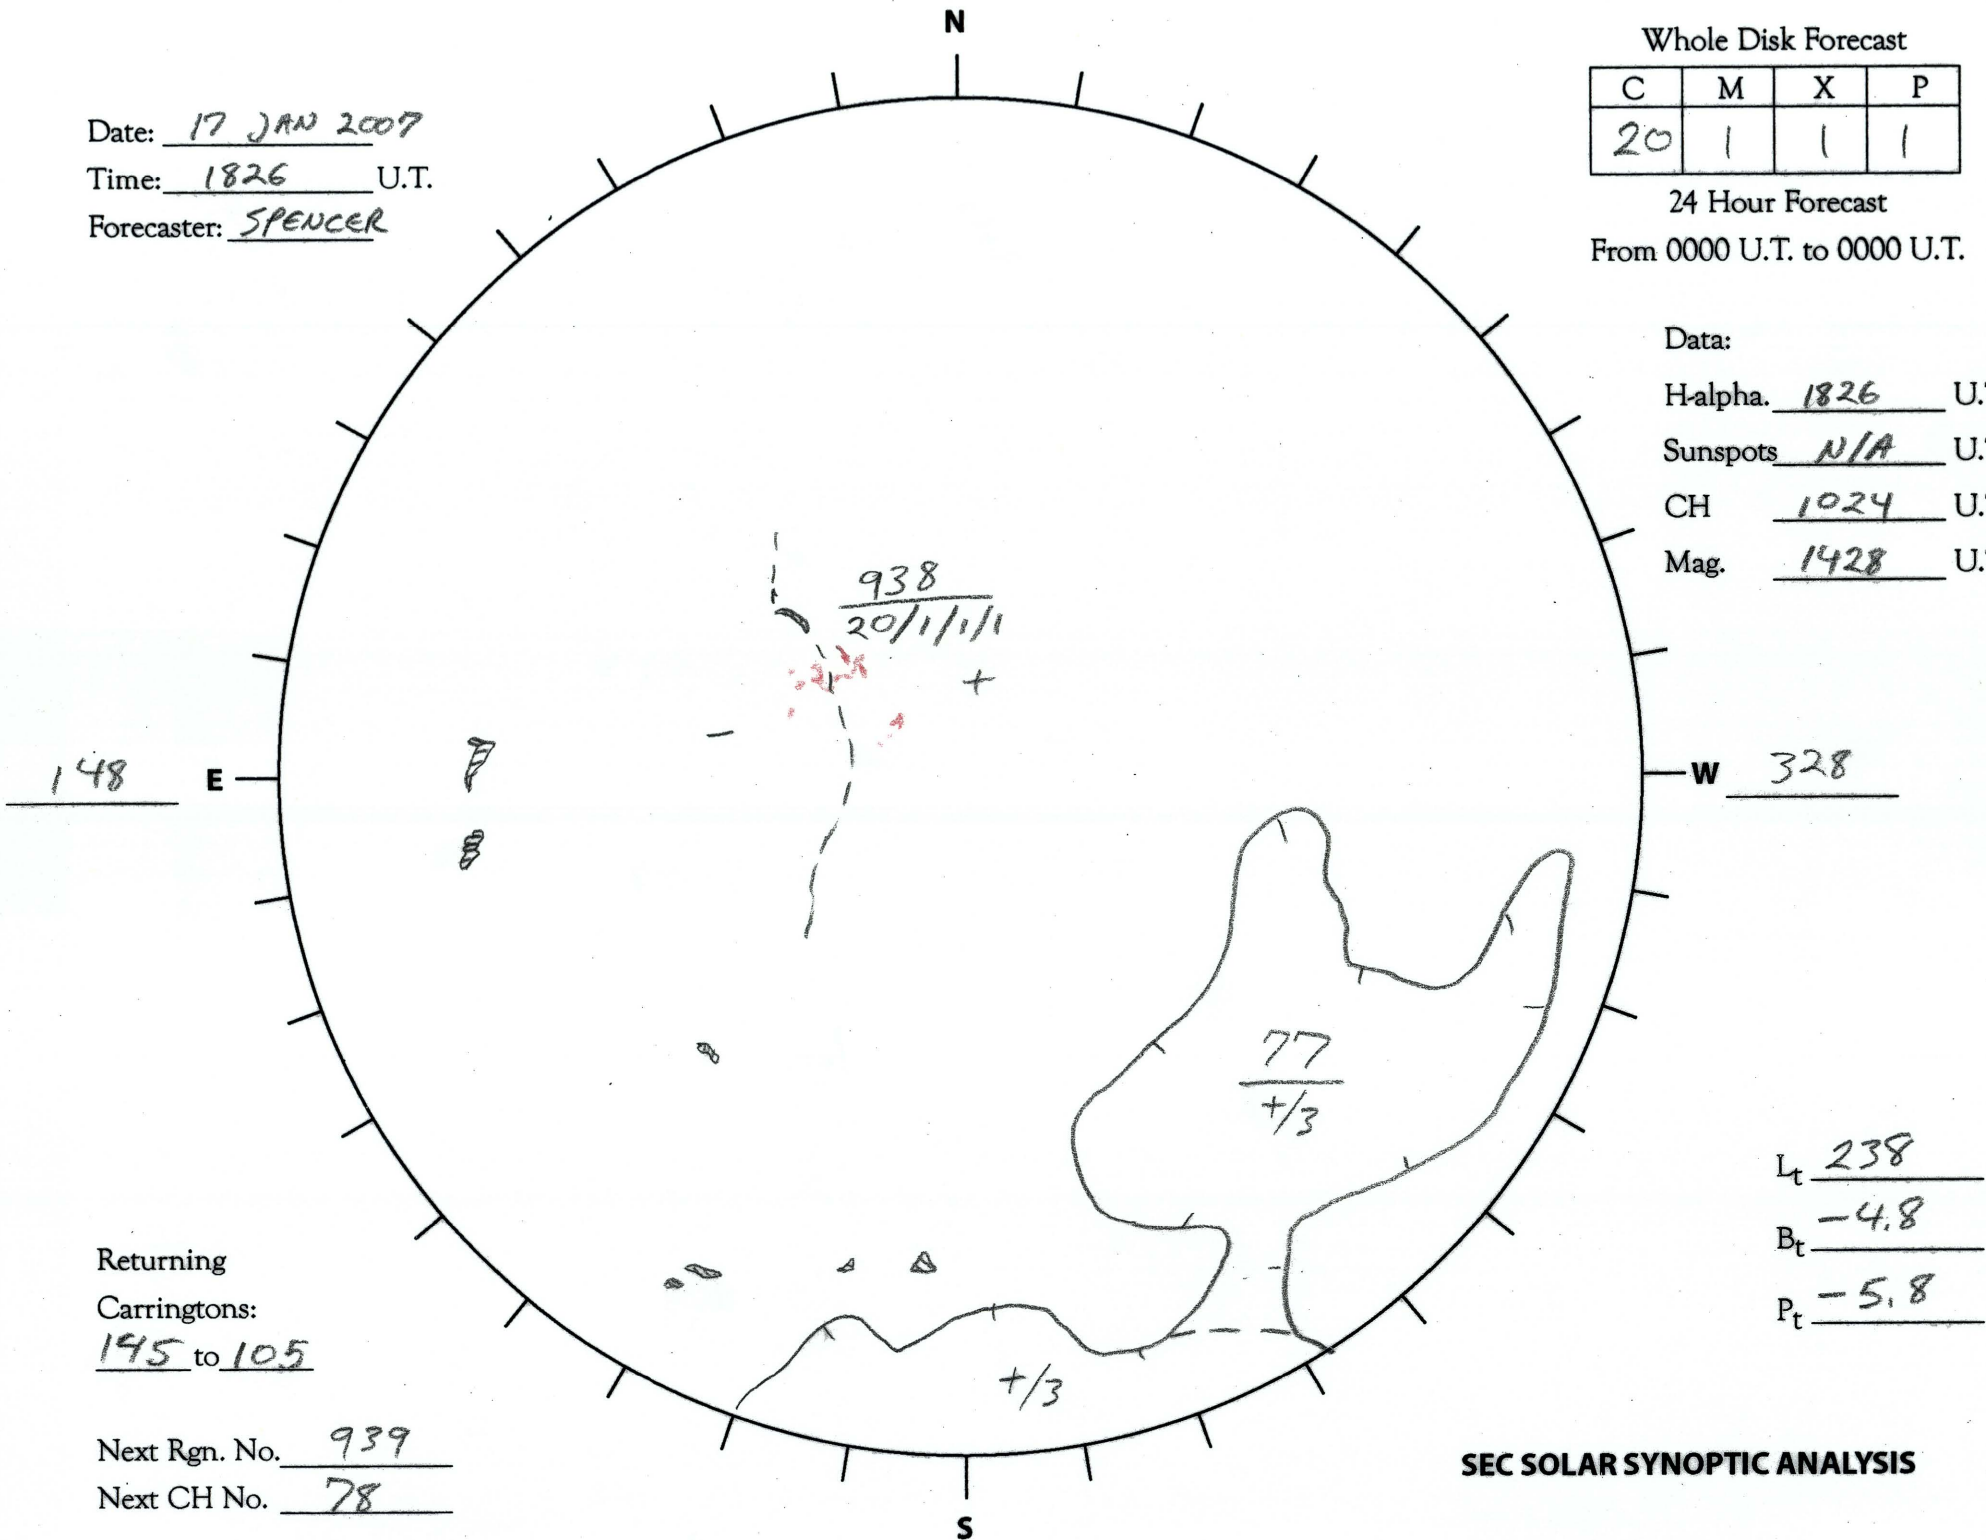 N
Whole Disk Forecast
C M X P
20 1 1 1
24 Hour Forecast
From 0000 U.T. to 0000 U.T.
Date: 17 JAN 2007
Time: 1826 U.T.
Forecaster: SPENCER
Data:
H-alpha. 1826 U.T
Sunspots N/A U.T
CH 1024 U.T
Mag. 1428 U.T
938
20/1/1/1
+
−
148 E
W 328
77
+/3
Lt 238
Bt -4.8
Pt -5.8
Returning
Carringtons:
195 to 105
+/3
Next Rgn. No. 939
Next CH No. 78
SEC SOLAR SYNOPTIC ANALYSIS
S